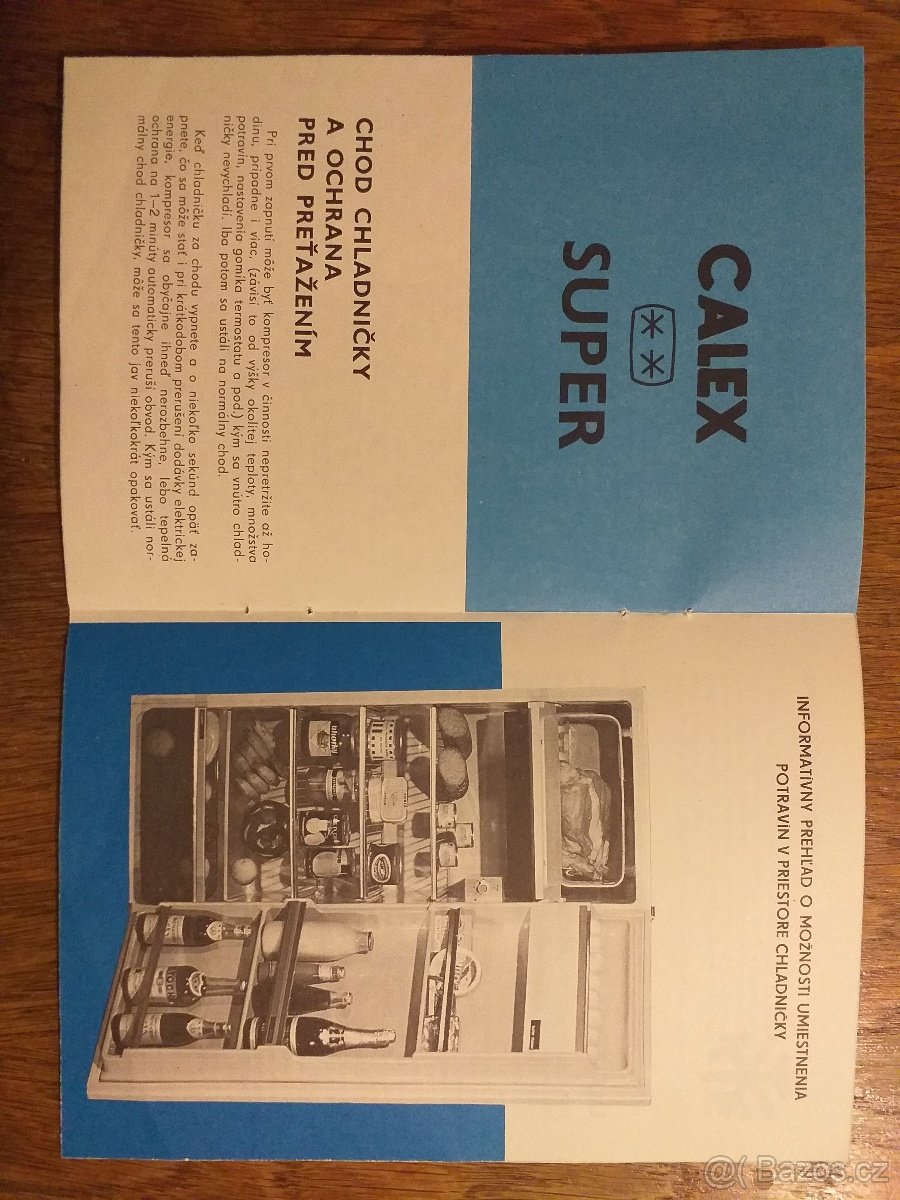 CALEX
**
SUPER
CHOD CHLADNIČKY
A OCHRANA
PRED PREŤAŽENÍM
Pri prvom zapnutí môže byť kompresor v činnosti nepretržite až ho-
dinu, prípadne i viac, (závisí to od výšky okolitej teploty, množstva
potravín, nastavenia gomíka termostatu a pod.) kým sa vnútro chlad-
ničky nevychladí. Iba potom sa ustáli na normálny chod.
Keď chladničku za chodu vypnete a o niekoľko sekúnd opäť za-
pnete, čo sa môže stať i pri krátkodobom prerušení dodávky elektrickej
energie, kompresor sa obyčajne ihneď nerozbehne, lebo tepelná
ochrana na 1–2 minúty automaticky preruší obvod. Kým sa ustáli nor-
málny chod chladničky, môže sa tento jav niekoľkokrát opakovať.
INFORMATÍVNY PREHĽAD O MOŽNOSTI UMIESTNENIA
POTRAVÍN V PRIESTORE CHLADNIČKY
@ Bazos.cz